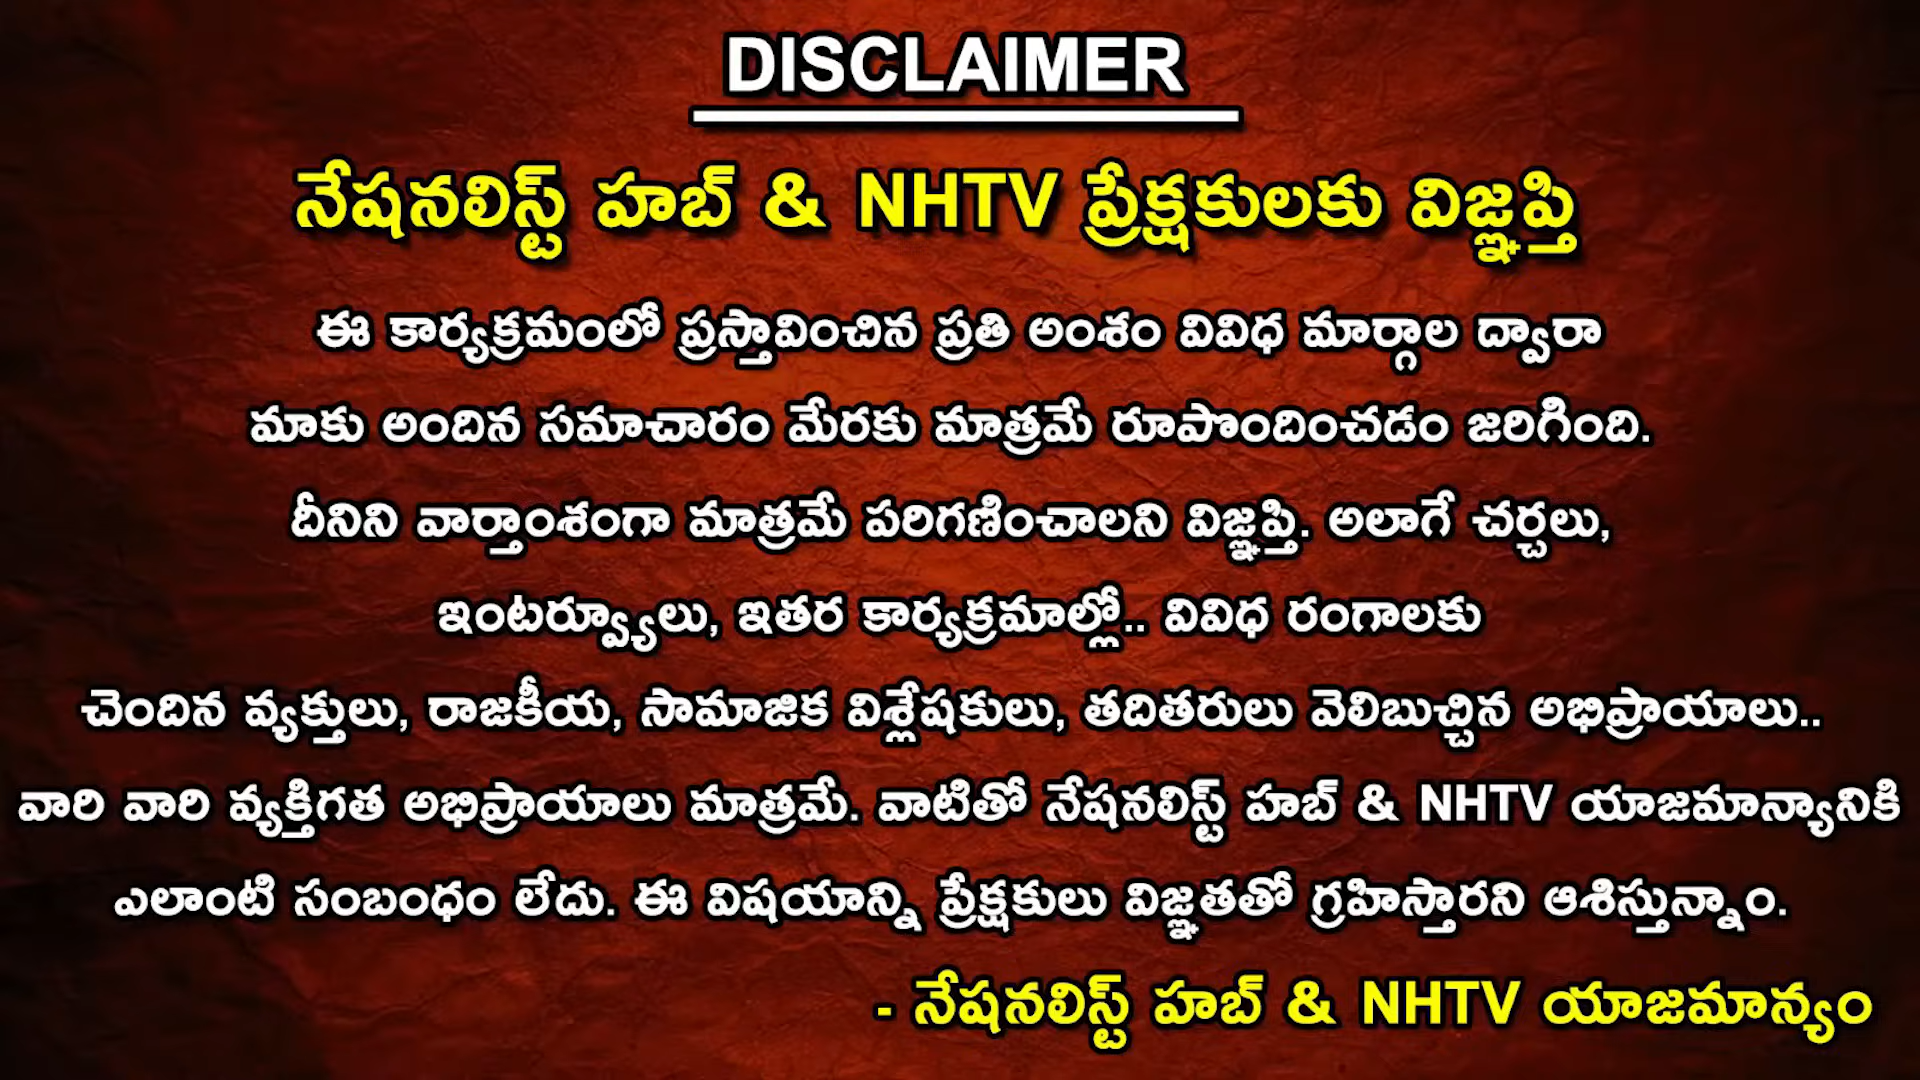 DISCLAIMER
నేషనలిస్ట్ హబ్ & NHTV ప్రేక్షకులకు విజ్ఞప్తి
ఈ కార్యక్రమంలో ప్రస్తావించిన ప్రతి అంశం వివిధ మార్గాల ద్వారా
మాకు అందిన సమాచారం మేరకు మాత్రమే రూపొందించడం జరిగింది.
దీనిని వార్తాంశంగా మాత్రమే పరిగణించాలని విజ్ఞప్తి. అలాగే చర్చలు,
ఇంటర్వ్యూలు, ఇతర కార్యక్రమాల్లో.. వివిధ రంగాలకు
చెందిన వ్యక్తులు, రాజకీయ, సామాజిక విశ్లేషకులు, తదితరులు వెలిబుచ్చిన అభిప్రాయాలు..
వారి వారి వ్యక్తిగత అభిప్రాయాలు మాత్రమే. వాటితో నేషనలిస్ట్ హబ్ & NHTV యాజమాన్యానికి
ఎలాంటి సంబంధం లేదు. ఈ విషయాన్ని ప్రేక్షకులు విజ్ఞతతో గ్రహిస్తారని ఆశిస్తున్నాం.
- నేషనలిస్ట్ హబ్ & NHTV యాజమాన్యం